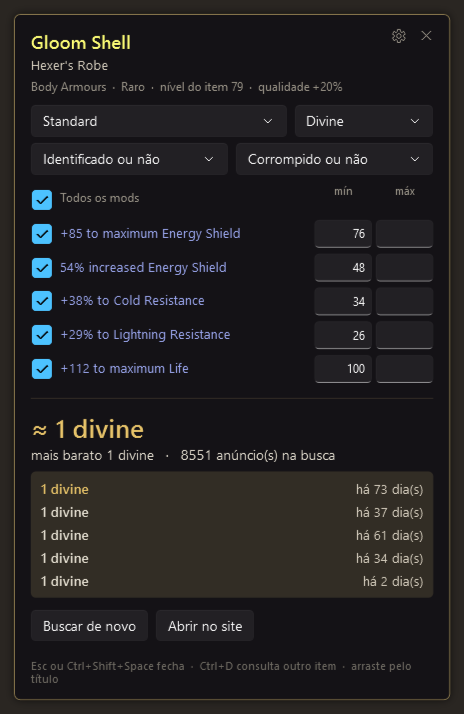 Gloom Shell
Hexer's Robe
Body Armours · Raro · nível do item 79 · qualidade +20%
Standard Divine
Identificado ou não Corrompido ou não
Todos os mods mín máx
+85 to maximum Energy Shield 76
54% increased Energy Shield 48
+38% to Cold Resistance 34
+29% to Lightning Resistance 26
+112 to maximum Life 100
≈ 1 divine
mais barato 1 divine · 8551 anúncio(s) na busca
1 divine há 73 dia(s)
1 divine há 37 dia(s)
1 divine há 61 dia(s)
1 divine há 34 dia(s)
1 divine há 2 dia(s)
Buscar de novo Abrir no site
Esc ou Ctrl+Shift+Space fecha · Ctrl+D consulta outro item · arraste pelo
título